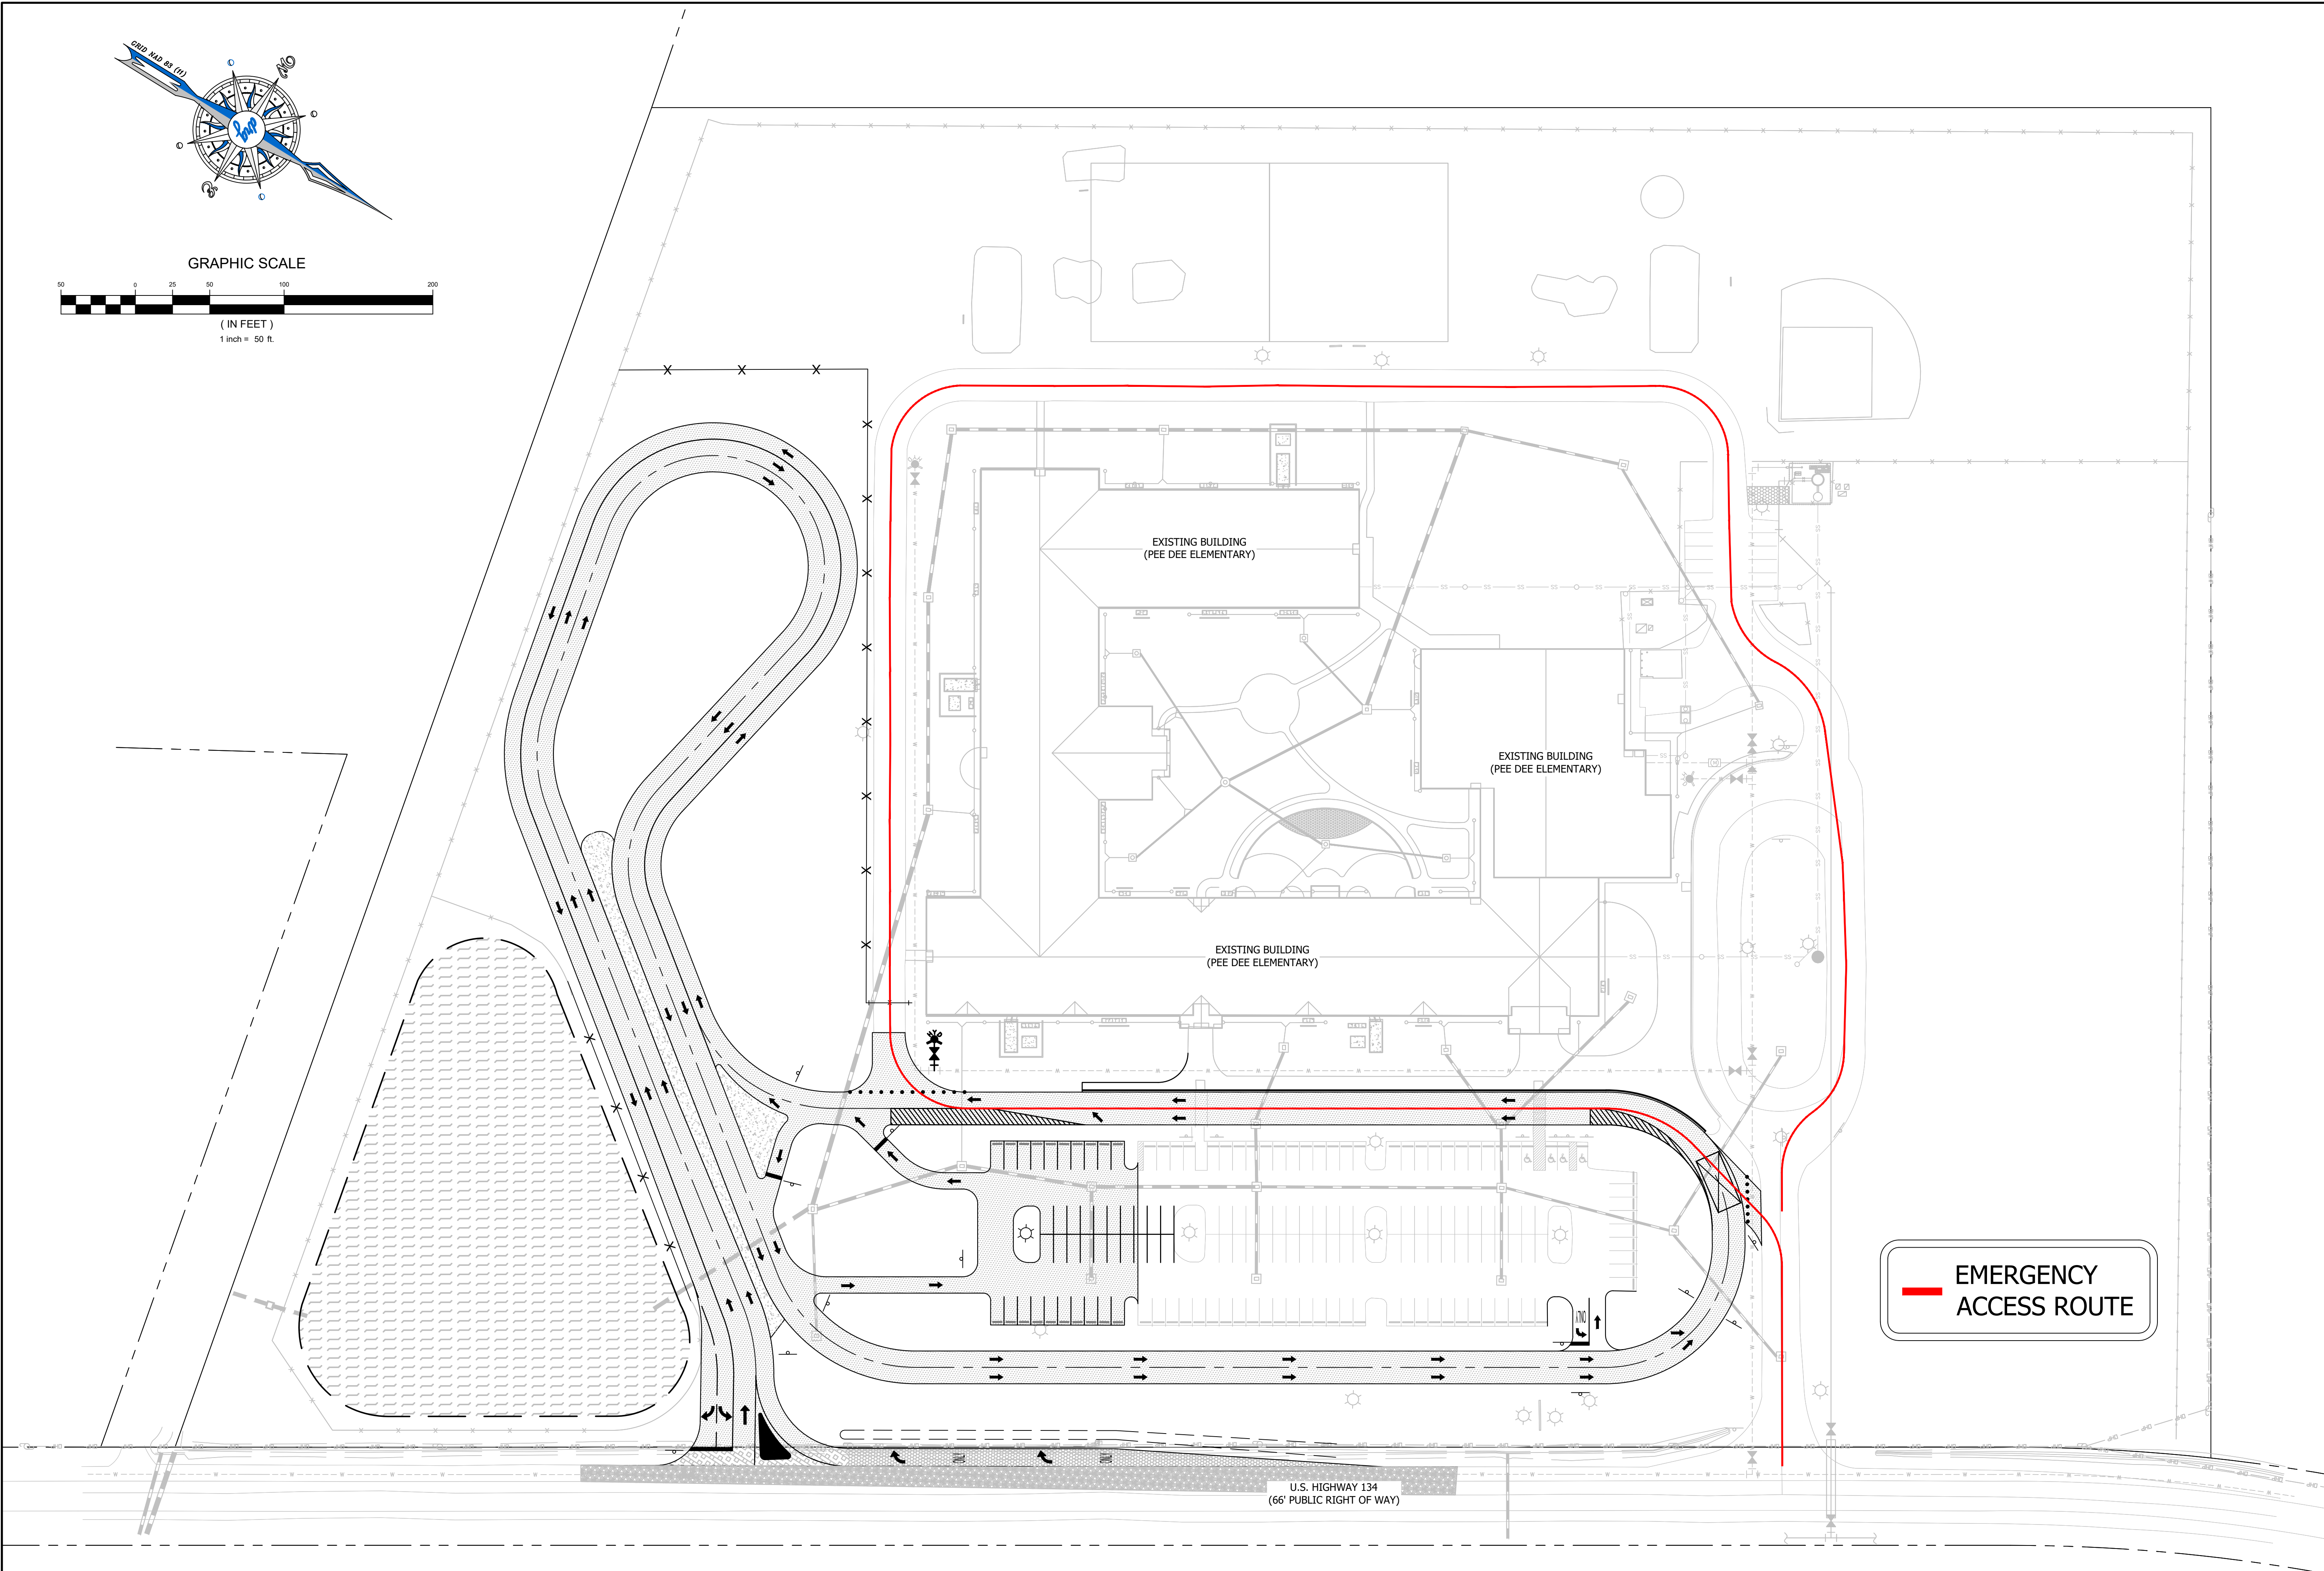 GRID NAD 83 (11)
GRAPHIC SCALE
50 0 25 50 100 200
( IN FEET )
1 inch = 50 ft.
EXISTING BUILDING
(PEE DEE ELEMENTARY)
EXISTING BUILDING
(PEE DEE ELEMENTARY)
EXISTING BUILDING
(PEE DEE ELEMENTARY)
ONLY
EMERGENCY
ACCESS ROUTE
U.S. HIGHWAY 134
(66' PUBLIC RIGHT OF WAY)